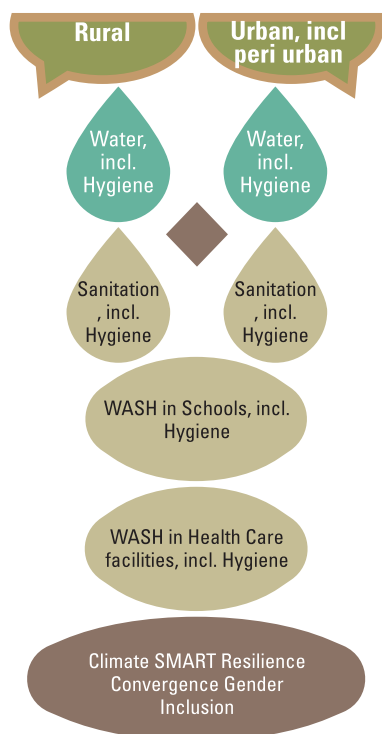 Rural
Urban, incl
peri urban
Water,
incl.
Hygiene
Water,
incl.
Hygiene
Sanitation
, incl.
Hygiene
Sanitation
, incl.
Hygiene
WASH in Schools, incl.
Hygiene
WASH in Health Care
facilities, incl. Hygiene
Climate SMART Resilience
Convergence Gender
Inclusion